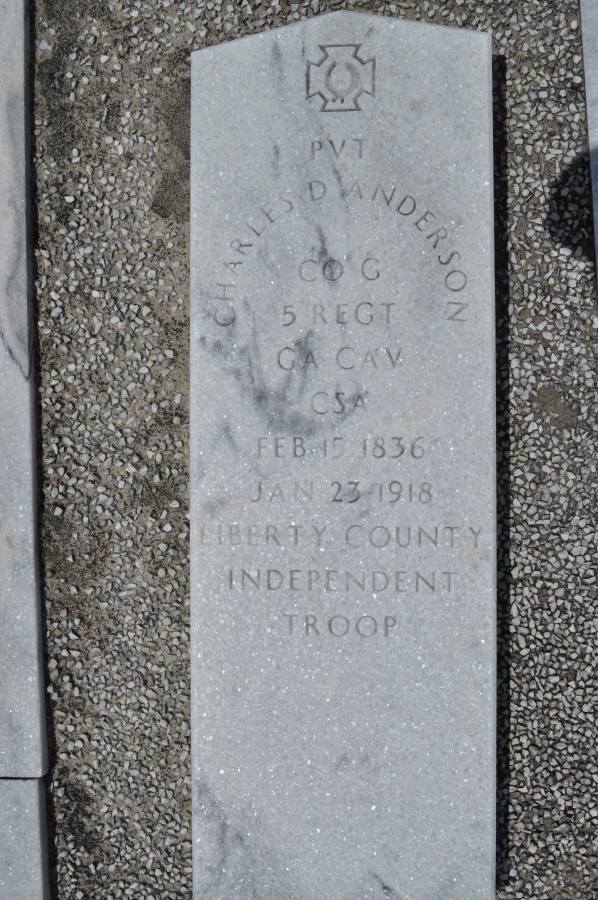 PVT
CHARLES D ANDERSON
CO G
5 REGT
GA CAV
CSA
FEB 15 1836
JAN 23 1918
LIBERTY COUNTY
INDEPENDENT
TROOP